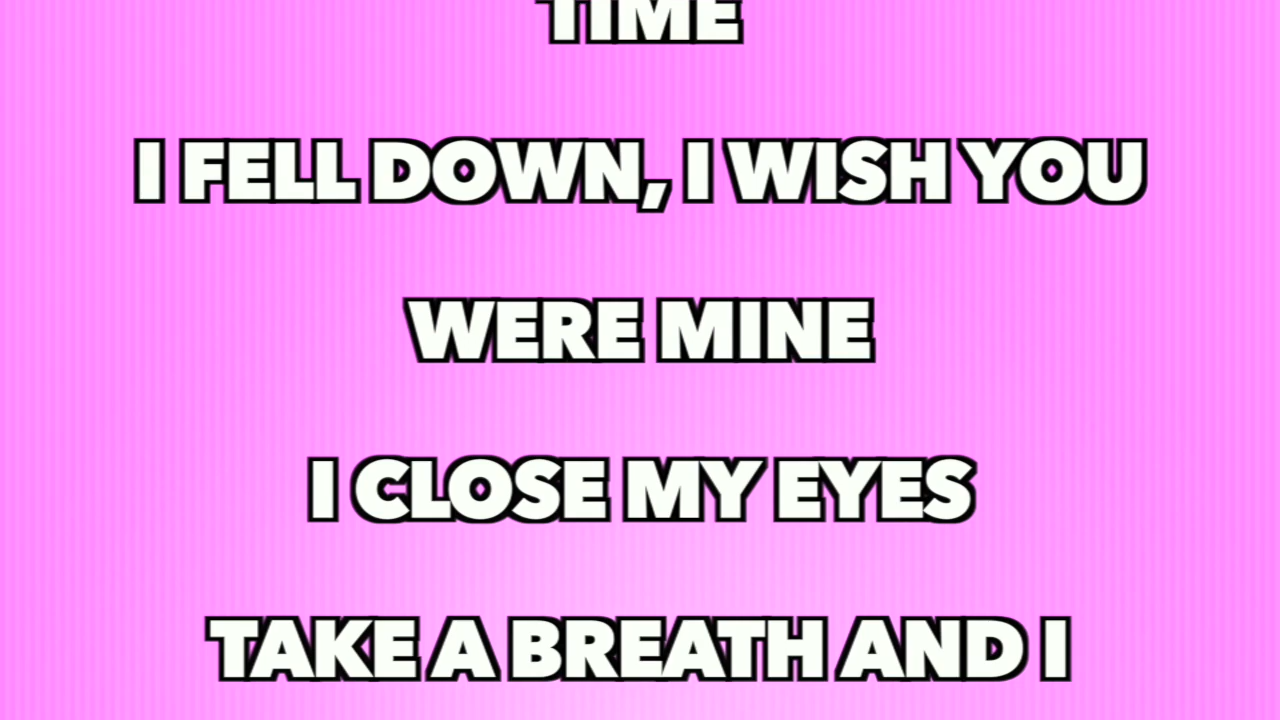 TIME
I FELL DOWN, I WISH YOU
WERE MINE
I CLOSE MY EYES
TAKE A BREATH AND I